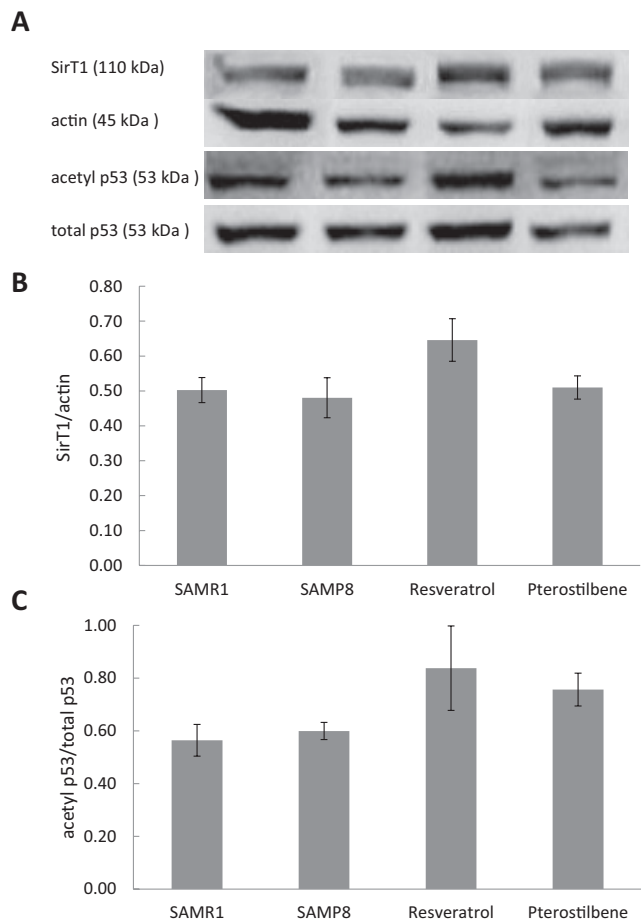 A
SirT1 (110 kDa)
actin (45 kDa )
acetyl p53 (53 kDa )
total p53 (53 kDa )
B
0.80
0.70
0.60
0.50
0.40
0.30
0.20
0.10
0.00
SirT1/actin
SAMR1 SAMP8 Resveratrol Pterostilbene
C
1.00
0.80
0.60
0.40
0.20
0.00
acetyl p53/total p53
SAMR1 SAMP8 Resveratrol Pterostilbene